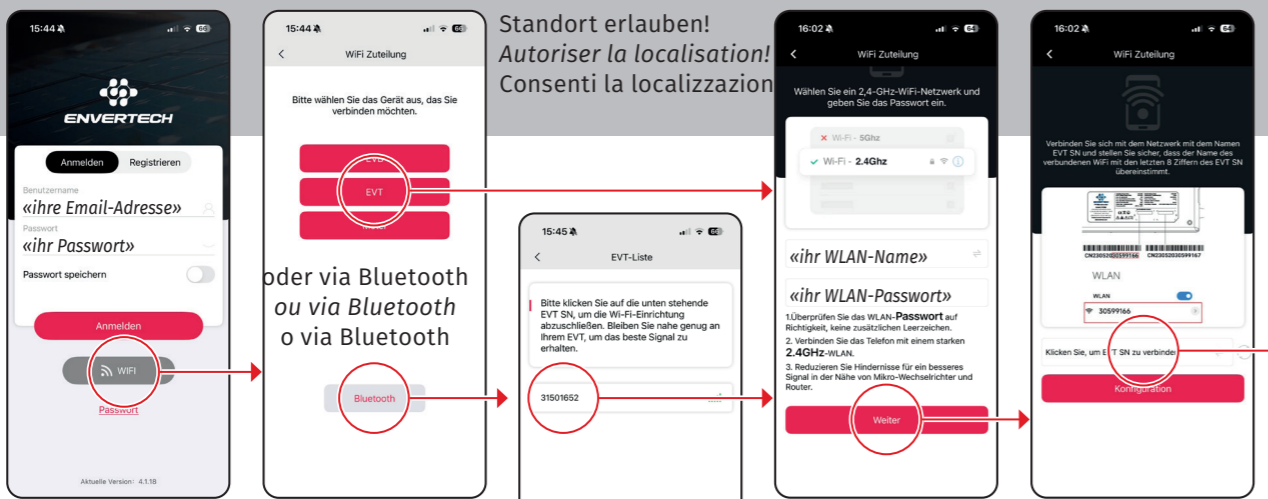 15:44
66
ENVERTECH
Anmelden
Registrieren
Benutzername
«ihre Email-Adresse»
Passwort
«ihr Passwort»
Passwort speichern
Anmelden
WIFI
Passwort
Aktuelle Version: 4.1.18
15:44
66
WiFi Zuteilung
Bitte wählen Sie das Gerät aus, das Sie
verbinden möchten.
EVT
oder via Bluetooth
ou via Bluetooth
o via Bluetooth
Bluetooth
Standort erlauben!
Autoriser la localisation!
Consenti la localizzazion
15:45
66
EVT-Liste
Bitte klicken Sie auf die unten stehende
EVT SN, um die Wi-Fi-Einrichtung
abzuschließen. Bleiben Sie nahe genug an
Ihrem EVT, um das beste Signal zu
erhalten.
31501652
16:02
64
WiFi Zuteilung
Wählen Sie ein 2,4-GHz-WiFi-Netzwerk und
geben Sie das Passwort ein.
Wi-Fi - 5Ghz
Wi-Fi - 2.4Ghz
«ihr WLAN-Name»
«ihr WLAN-Passwort»
1.Überprüfen Sie das WLAN-Passwort auf
Richtigkeit, keine zusätzlichen Leerzeichen.
2. Verbinden Sie das Telefon mit einem starken
2.4GHz-WLAN.
3. Reduzieren Sie Hindernisse für ein besseres
Signal in der Nähe von Mikro-Wechselrichter und
Router.
Weiter
16:02
64
WiFi Zuteilung
Verbinden Sie sich mit dem Netzwerk mit dem Namen
EVT SN und stellen Sie sicher, dass der Name des
verbundenen WiFi mit den letzten 8 Ziffern des EVT SN
übereinstimmt.
CN23052030599166
CN23052030599167
WLAN
WLAN
30599166
Klicken Sie, um EVT SN zu verbinden
Konfiguration